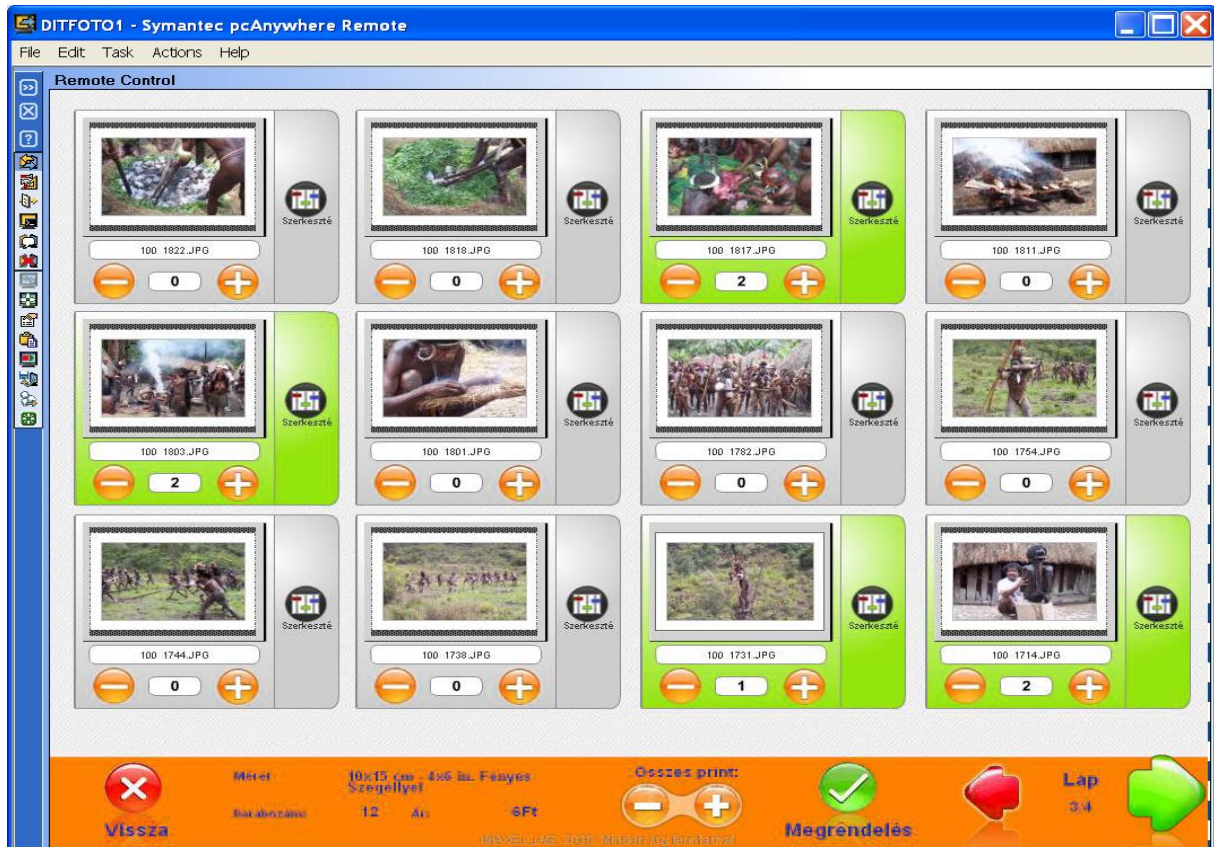 DITFOTO1 - Symantec pcAnywhere Remote
File Edit Task Actions Help
Remote Control
Szerkeszté Szerkeszté Szerkeszté Szerkeszté
100 1822.JPG 100 1818.JPG 100 1817.JPG 100 1811.JPG
0 0 2 0
Szerkeszté Szerkeszté Szerkeszté Szerkeszté
100 1803.JPG 100 1801.JPG 100 1782.JPG 100 1754.JPG
2 0 0 0
Szerkeszté Szerkeszté Szerkeszté Szerkeszté
100 1744.JPG 100 1738.JPG 100 1731.JPG 100 1714.JPG
0 0 1 2
Méret 10x15 cm - 4x6 in. Fényes Összes print: Lap
Szegéllyel
Darabszám: 12 Ár: 6Ft 3/4
Vissza Megrendelés